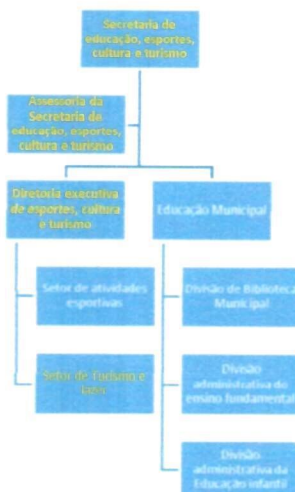 Secretaria de
educação, esportes,
cultura e turismo
Assessoria da
Secretaria de
educação, esportes,
cultura e turismo
Diretoria executiva
de esportes, cultura
e turismo
Educação Municipal
Setor de atividades
esportivas
Divisão de Biblioteca
Municipal
Setor de Turismo e
lazer
Divisão
administrativa do
ensino fundamental
Divisão
administrativa da
Educação infantil